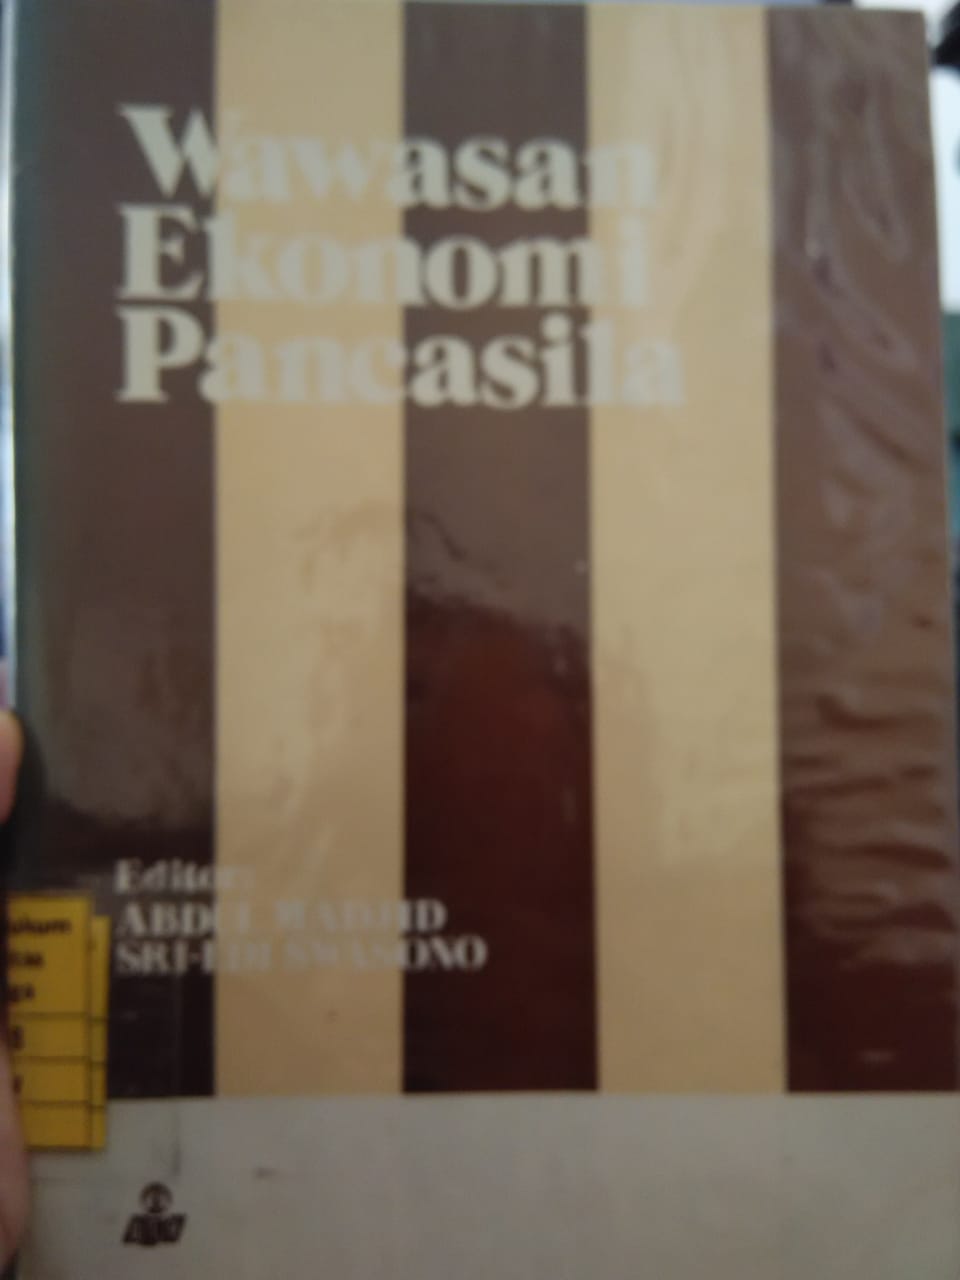 Wawasan
Ekonomi
Pancasila
Editor:
ABDUL MADJID
SRI-EDI SWASONO